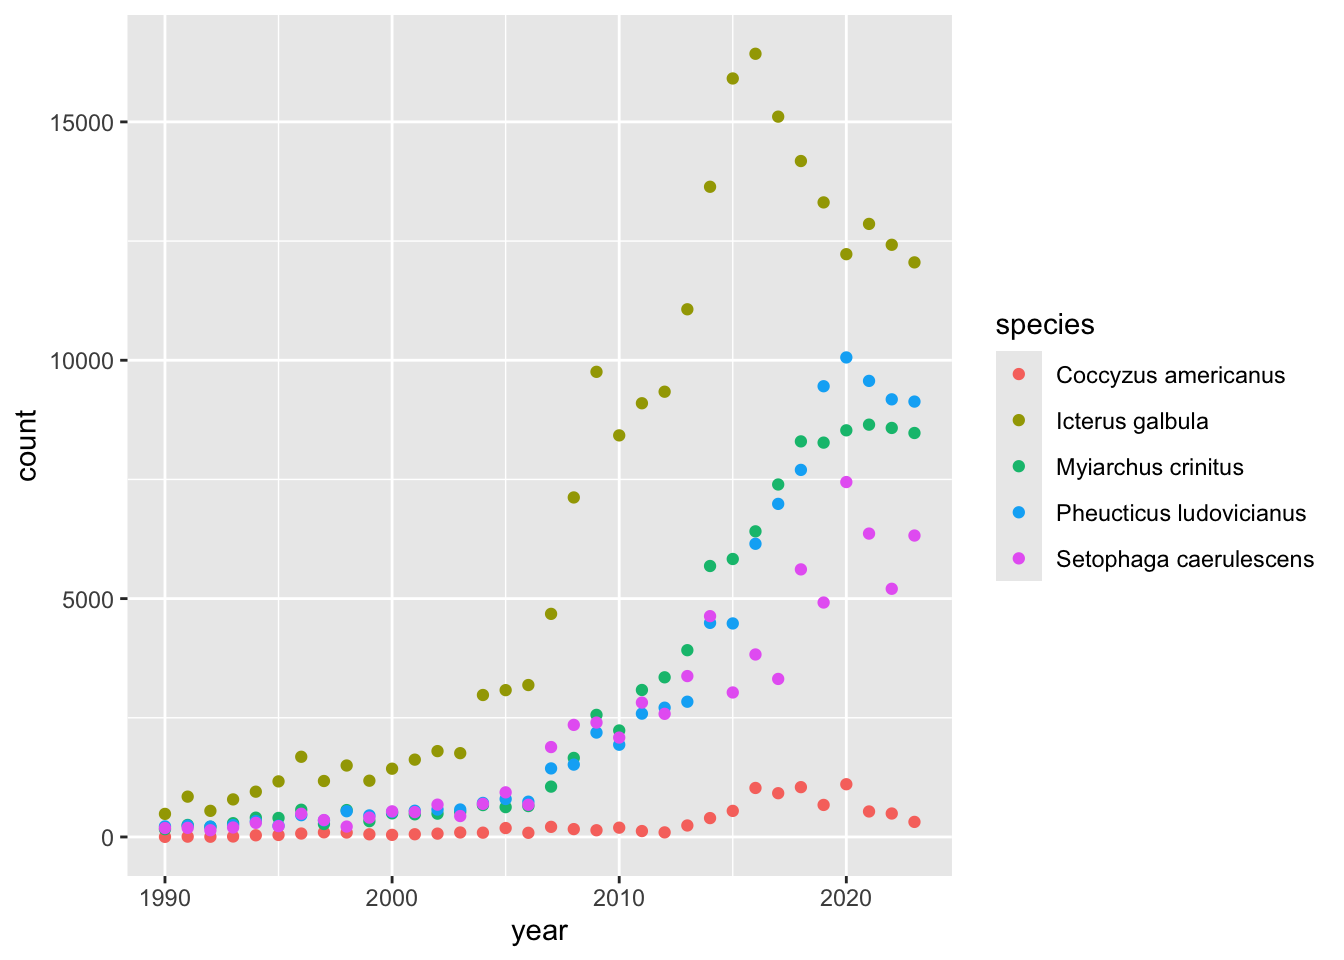 15000
10000
5000
0
count
1990
2000
2010
2020
year
species
Coccyzus americanus
Icterus galbula
Myiarchus crinitus
Pheucticus ludovicianus
Setophaga caerulescens